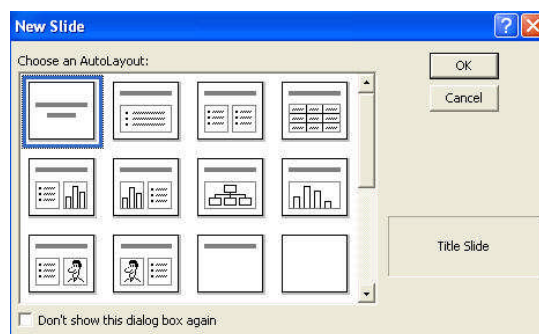 New Slide
Choose an AutoLayout:
OK
Cancel
Title Slide
Don't show this dialog box again